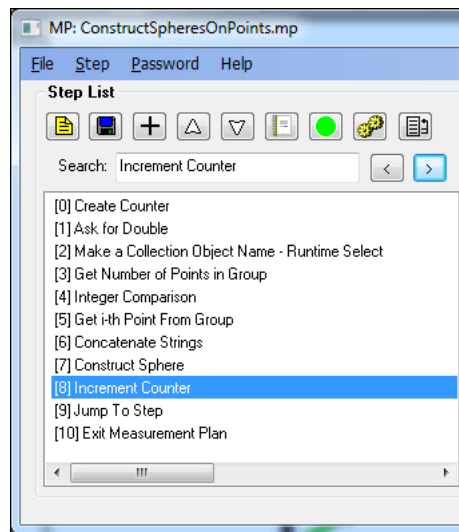 MP: ConstructSpheresOnPoints.mp
File Step Password Help
Step List
Search: Increment Counter < >
[0] Create Counter
[1] Ask for Double
[2] Make a Collection Object Name - Runtime Select
[3] Get Number of Points in Group
[4] Integer Comparison
[5] Get i-th Point From Group
[6] Concatenate Strings
[7] Construct Sphere
[8] Increment Counter
[9] Jump To Step
[10] Exit Measurement Plan